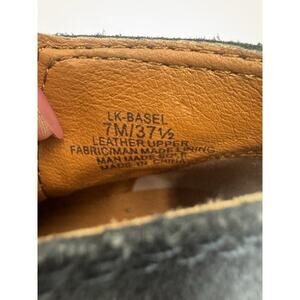 LK-BASEL
7M/37½
LEATHER UPPER
FABRIC/MAN MADE LINING
MAN MADE SOLE
MADE IN CHINA